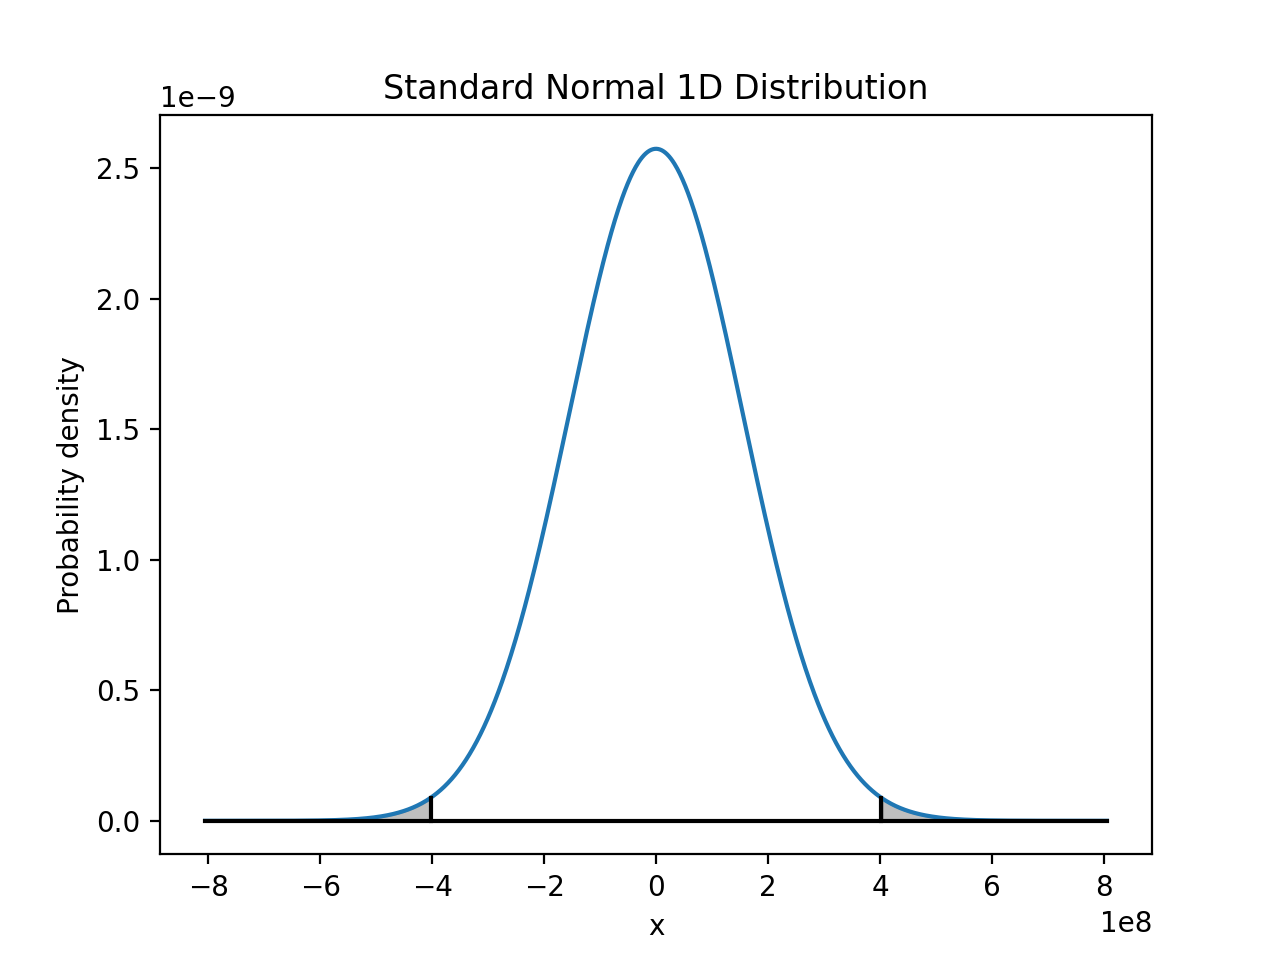 Standard Normal 1D Distribution
1e−9
2.5
2.0
1.5
1.0
0.5
0.0
Probability density
−8 −6 −4 −2 0 2 4 6 8
x
1e8